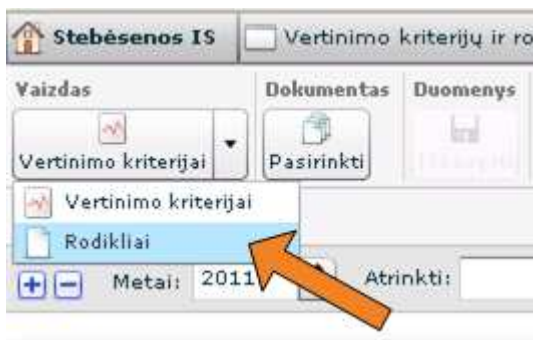 Stebėsenos IS Vertinimo kriterijų ir ro
Vaizdas Dokumentas Duomenys
Vertinimo kriterijai Pasirinkti
Vertinimo kriterijai
Rodikliai
Metai: 2011 Atrinkti: